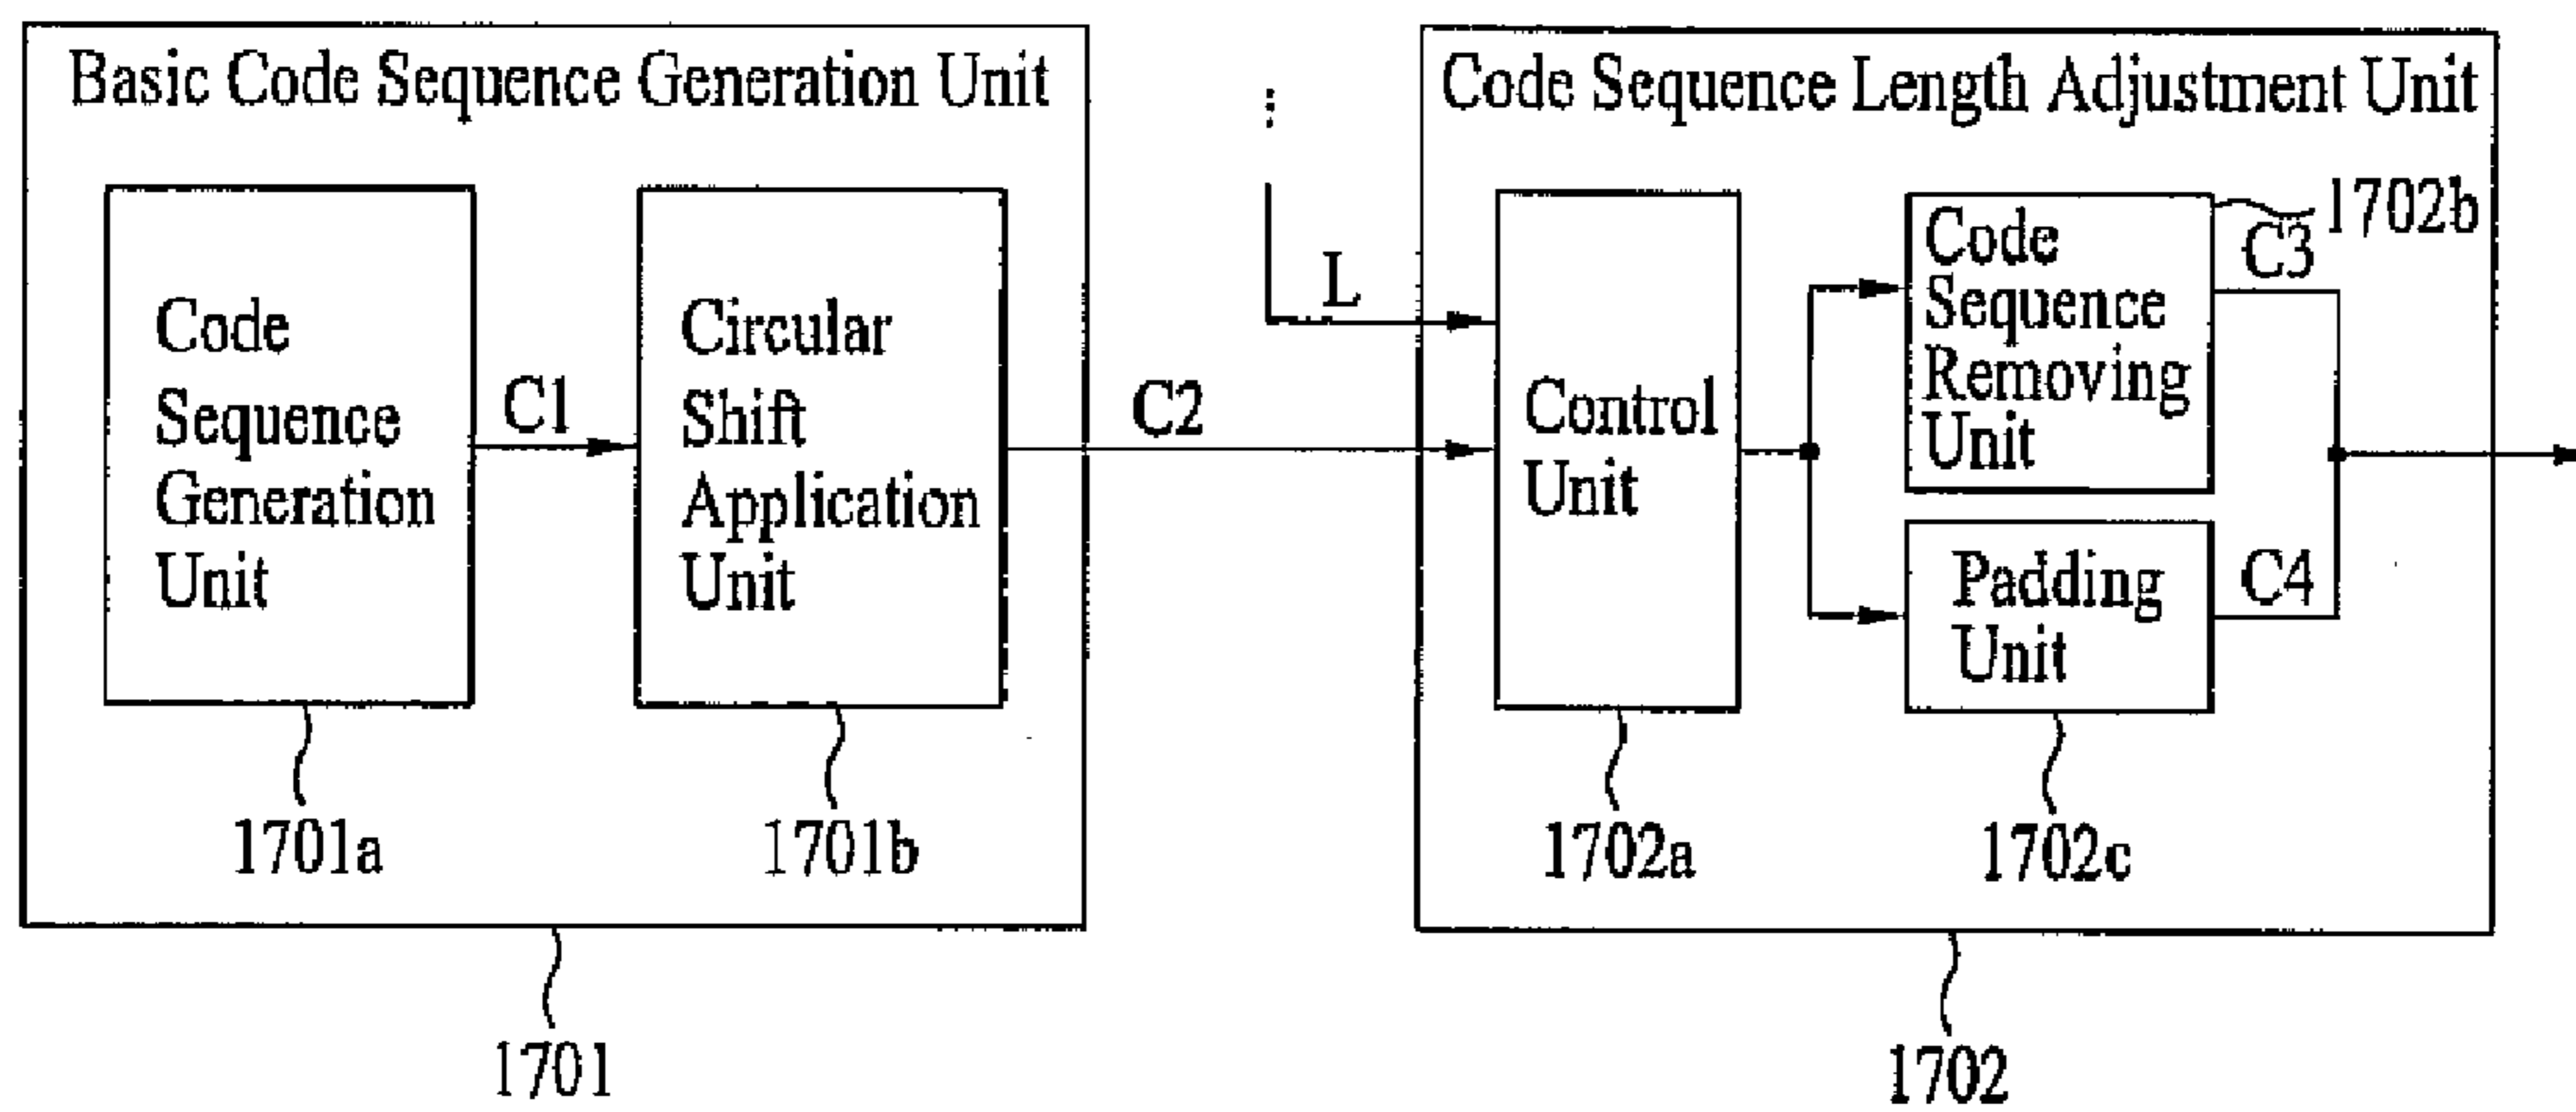 Basic Code Sequence Generation Unit
Code
Sequence
Generation
Unit
C1
Circular
Shift
Application
Unit
1701a
1701b
1701
C2
L
Code Sequence Length Adjustment Unit
Control
Unit
Code
Sequence
Removing
Unit
1702b
C3
Padding
Unit
C4
1702a
1702c
1702